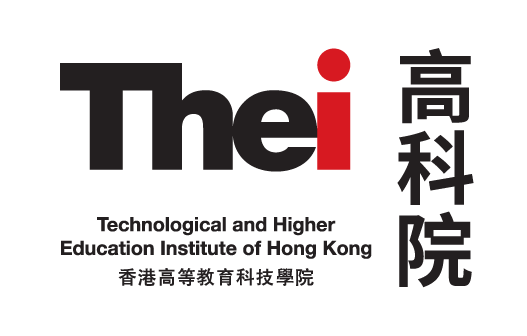 Thei
Technological and Higher
Education Institute of Hong Kong
香港高等教育科技學院
高科院